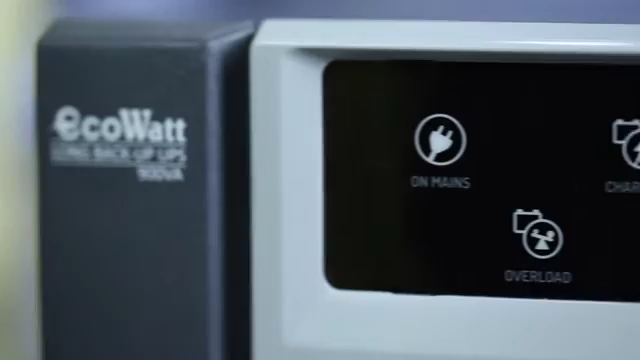 EcoWatt
LONG BACK UP UPS
900VA
ON MAINS
OVERLOAD